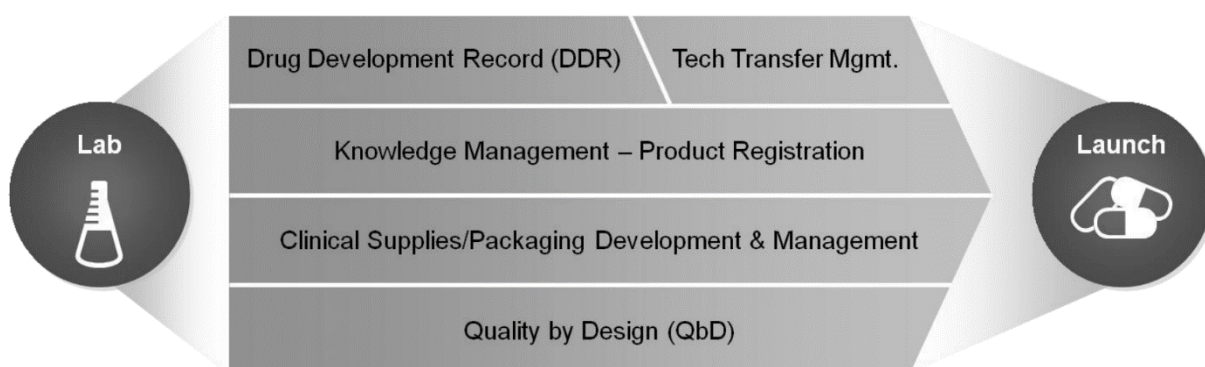 Lab
Drug Development Record (DDR)
Tech Transfer Mgmt.
Knowledge Management – Product Registration
Clinical Supplies/Packaging Development & Management
Quality by Design (QbD)
Launch